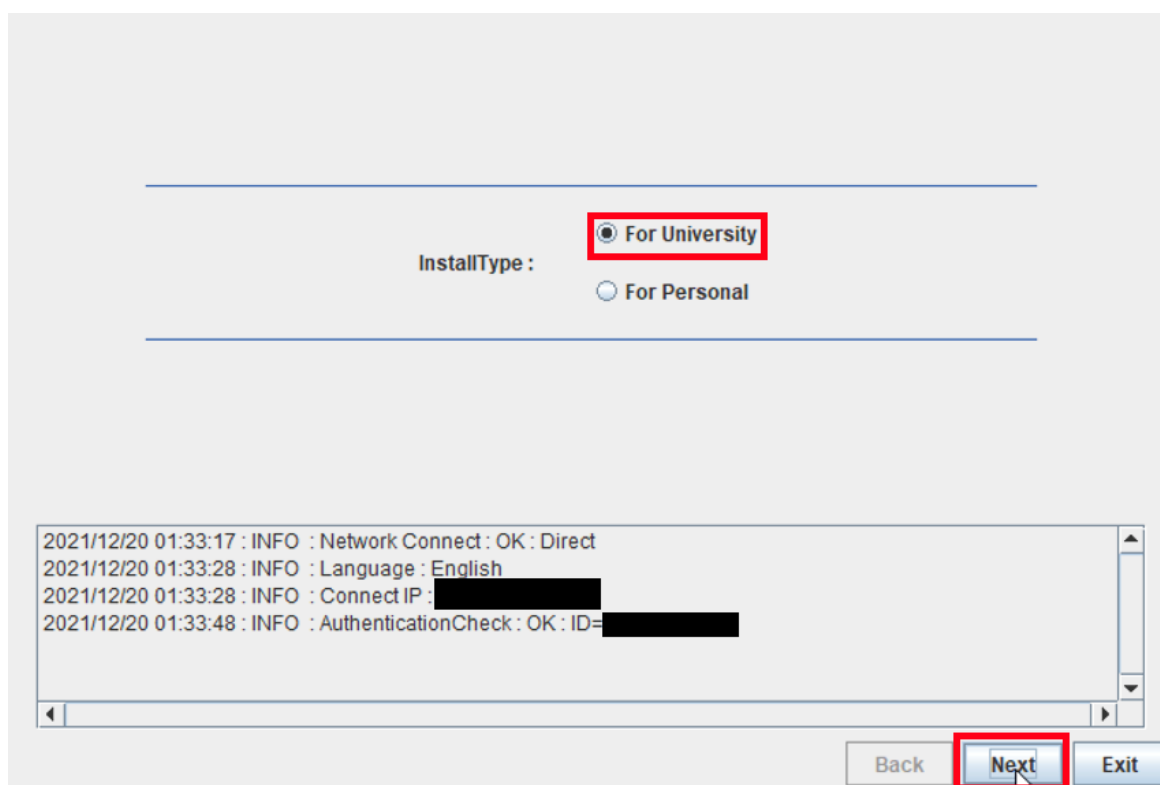 For University
InstallType :
For Personal
2021/12/20 01:33:17 : INFO : Network Connect : OK : Direct
2021/12/20 01:33:28 : INFO : Language : English
2021/12/20 01:33:28 : INFO : Connect IP :
2021/12/20 01:33:48 : INFO : AuthenticationCheck : OK : ID=
Back Next Exit